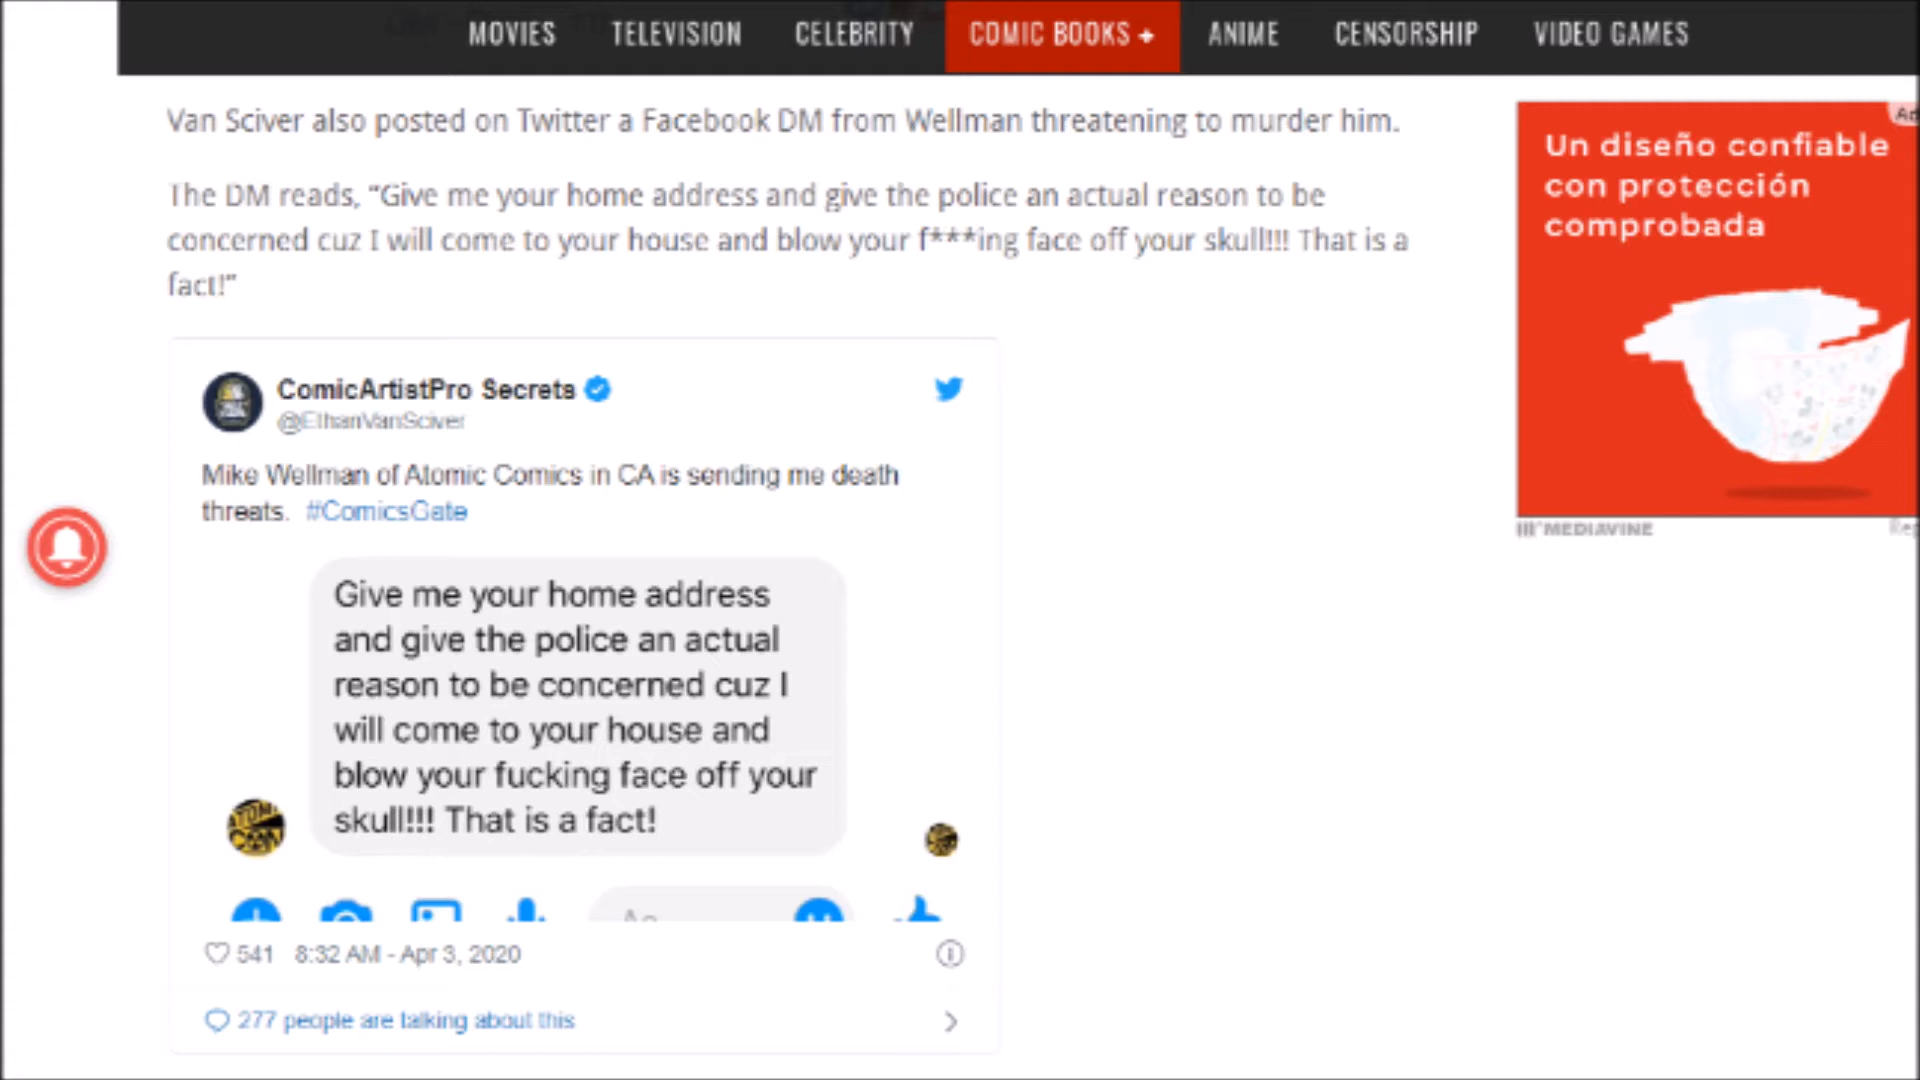 MOVIES TELEVISION CELEBRITY COMIC BOOKS + ANIME CENSORSHIP VIDEO GAMES
Van Sciver also posted on Twitter a Facebook DM from Wellman threatening to murder him.
The DM reads, “Give me your home address and give the police an actual reason to be
concerned cuz I will come to your house and blow your f***ing face off your skull!!! That is a
fact!”
Ad
Un diseño confiable
con protección
comprobada
MEDIAVINE
ComicArtistPro Secrets
@EthanVanSciver
Mike Wellman of Atomic Comics in CA is sending me death
threats. #ComicsGate
Give me your home address
and give the police an actual
reason to be concerned cuz I
will come to your house and
blow your fucking face off your
skull!!! That is a fact!
541 8:32 AM - Apr 3, 2020
277 people are talking about this